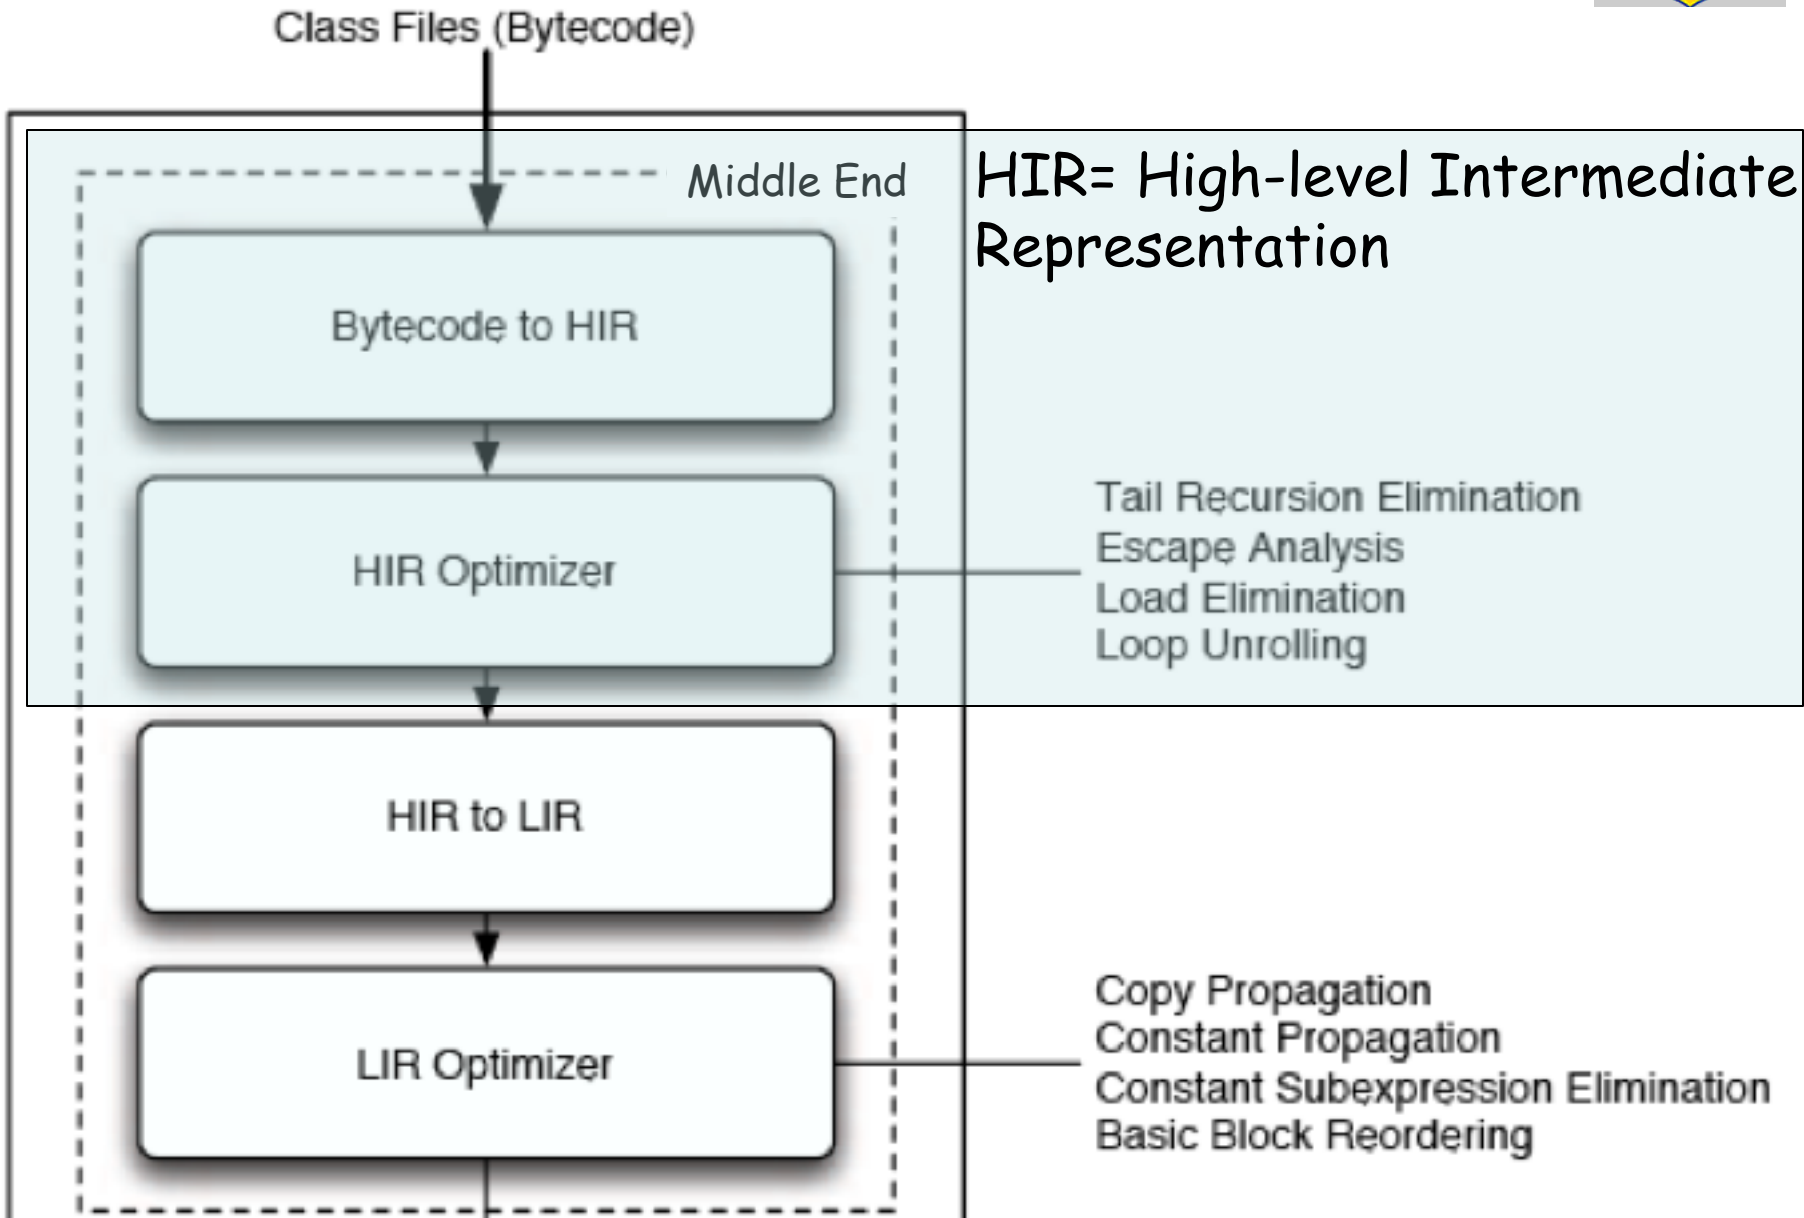 Class Files (Bytecode)
Middle End
HIR= High-level Intermediate
Representation
Bytecode to HIR
HIR Optimizer
Tail Recursion Elimination
Escape Analysis
Load Elimination
Loop Unrolling
HIR to LIR
LIR Optimizer
Copy Propagation
Constant Propagation
Constant Subexpression Elimination
Basic Block Reordering